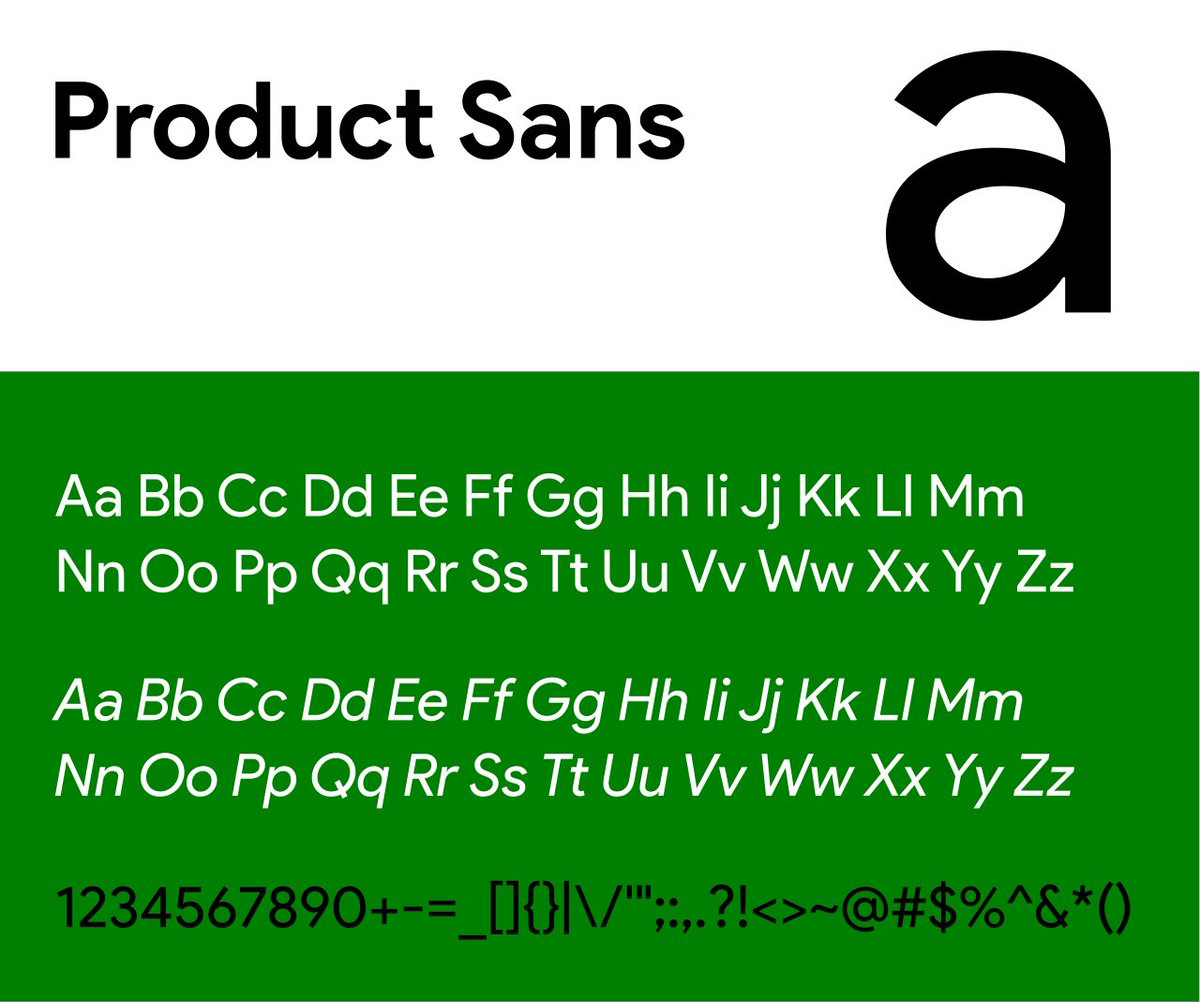 Product Sans
a
Aa Bb Cc Dd Ee Ff Gg Hh Ii Jj Kk Ll Mm
Nn Oo Pp Qq Rr Ss Tt Uu Vv Ww Xx Yy Zz
Aa Bb Cc Dd Ee Ff Gg Hh Ii Jj Kk Ll Mm
Nn Oo Pp Qq Rr Ss Tt Uu Vv Ww Xx Yy Zz
1234567890+-=_[]{}|\/"';:,.?!<>~@#$%^&*()